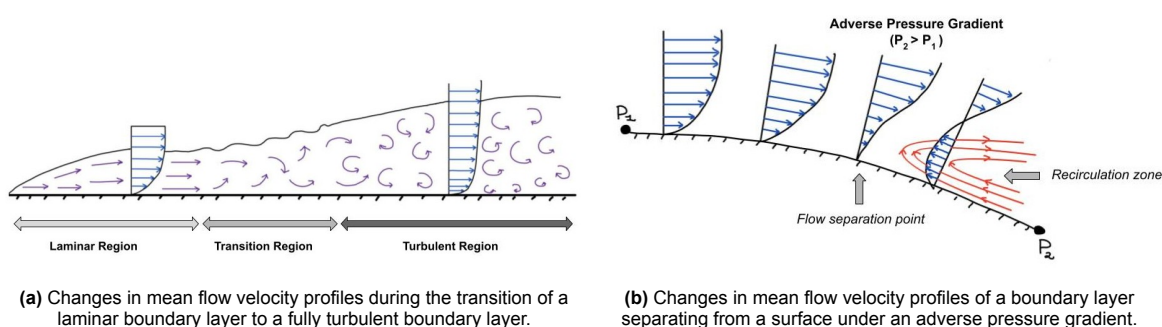 Laminar Region
Transition Region
Turbulent Region
(a) Changes in mean flow velocity profiles during the transition of a
laminar boundary layer to a fully turbulent boundary layer.
Adverse Pressure Gradient
(P2 > P1)
P1
Recirculation zone
Flow separation point
P2
(b) Changes in mean flow velocity profiles of a boundary layer
separating from a surface under an adverse pressure gradient.